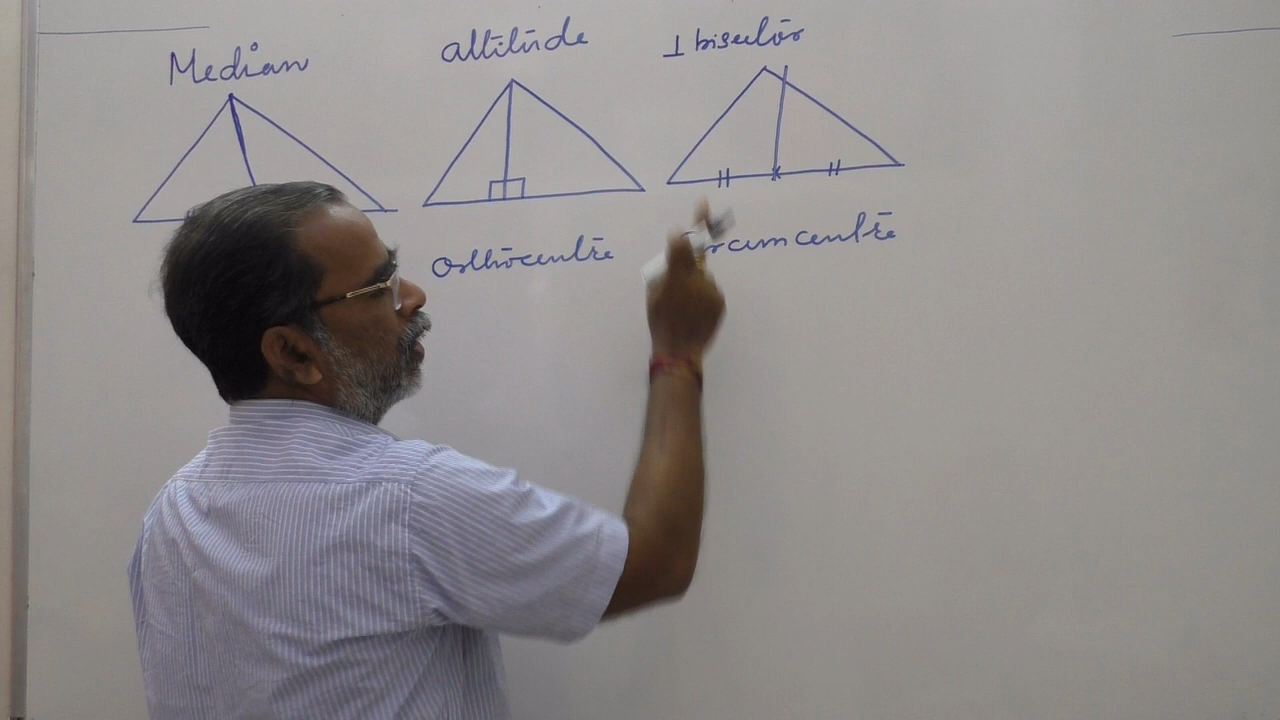 Median
altitude
⊥ bisector
orthocentre